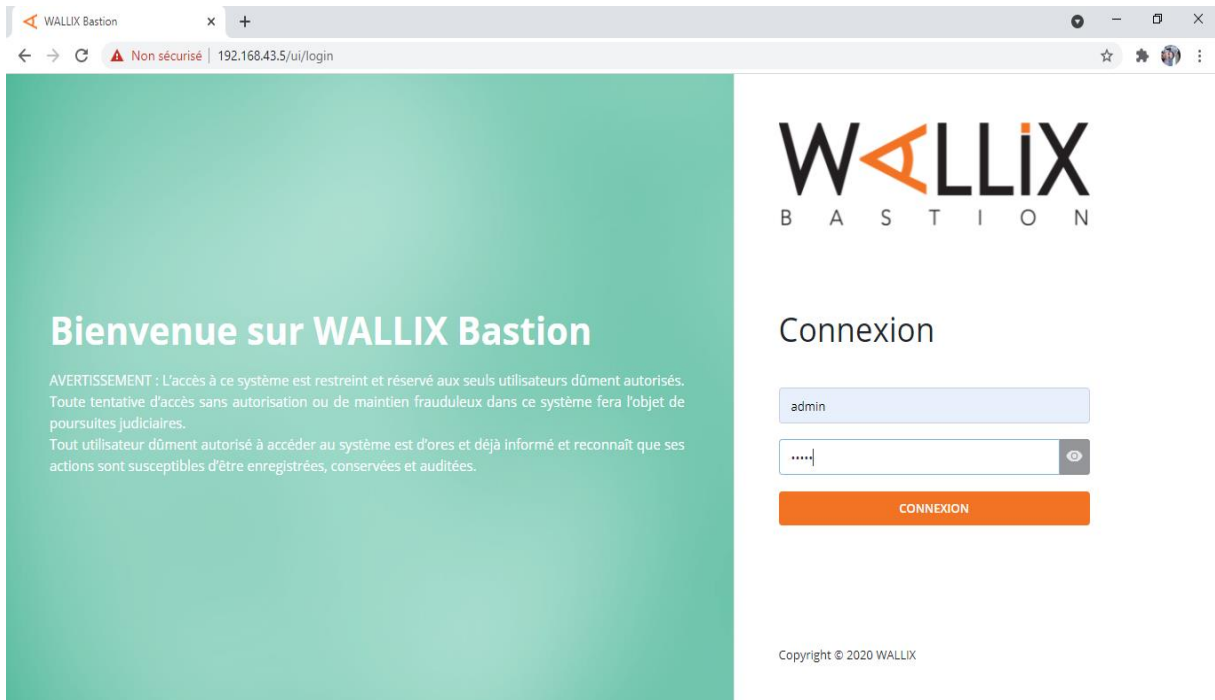 WALLIX Bastion
Non sécurisé | 192.168.43.5/ui/login
WALLiX
BASTION
Bienvenue sur WALLIX Bastion
AVERTISSEMENT : L'accès à ce système est restreint et réservé aux seuls utilisateurs dûment autorisés.
Toute tentative d'accès sans autorisation ou de maintien frauduleux dans ce système fera l'objet de
poursuites judiciaires.
Tout utilisateur dûment autorisé à accéder au système est d'ores et déjà informé et reconnaît que ses
actions sont susceptibles d'être enregistrées, conservées et auditées.
Connexion
admin
•••••
CONNEXION
Copyright © 2020 WALLIX